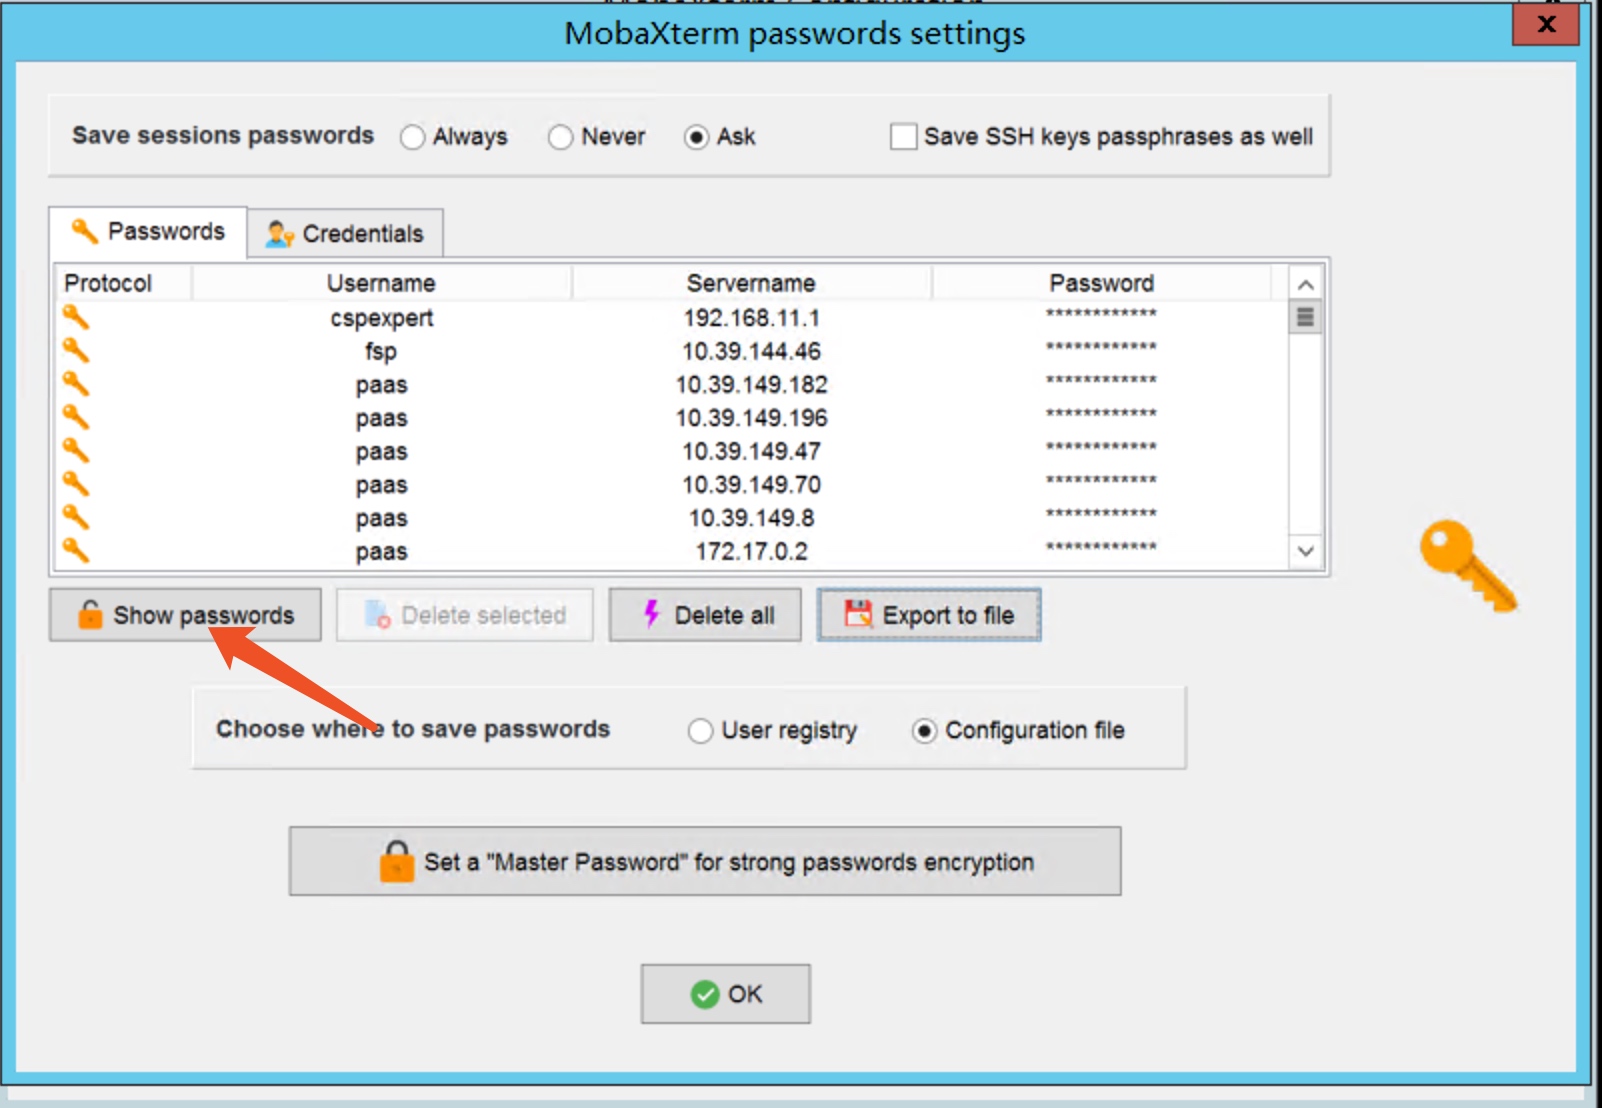 MobaXterm passwords settings
x
Save sessions passwords Always Never Ask Save SSH keys passphrases as well
Passwords Credentials
Protocol Username Servername Password
cspexpert 192.168.11.1 ************
fsp 10.39.144.46 ************
paas 10.39.149.182 ************
paas 10.39.149.196 ************
paas 10.39.149.47 ************
paas 10.39.149.70 ************
paas 10.39.149.8 ************
paas 172.17.0.2 ************
Show passwords Delete selected Delete all Export to file
Choose where to save passwords User registry Configuration file
Set a "Master Password" for strong passwords encryption
OK